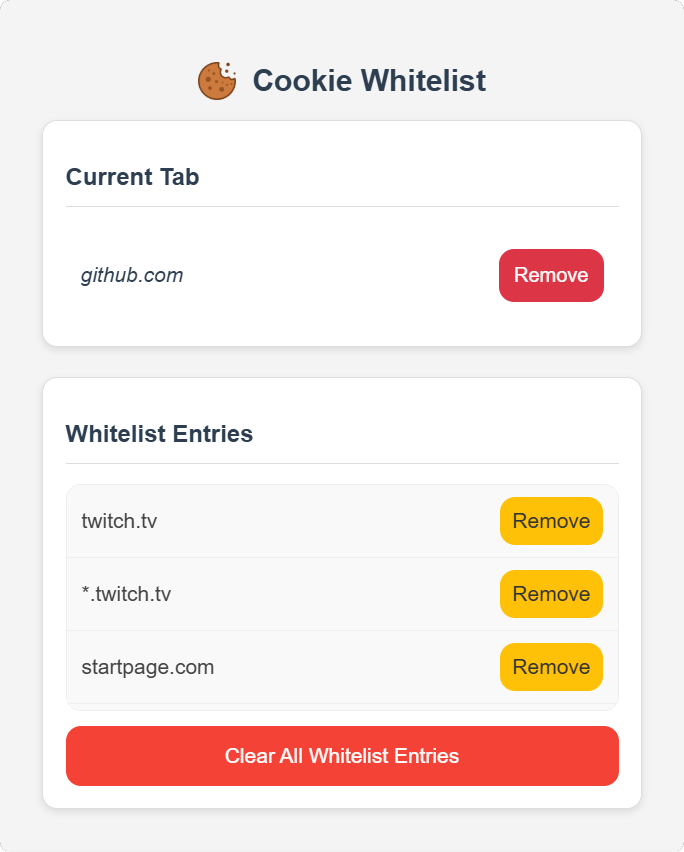 Cookie Whitelist
Current Tab
github.com Remove
Whitelist Entries
twitch.tv Remove
*.twitch.tv Remove
startpage.com Remove
Clear All Whitelist Entries